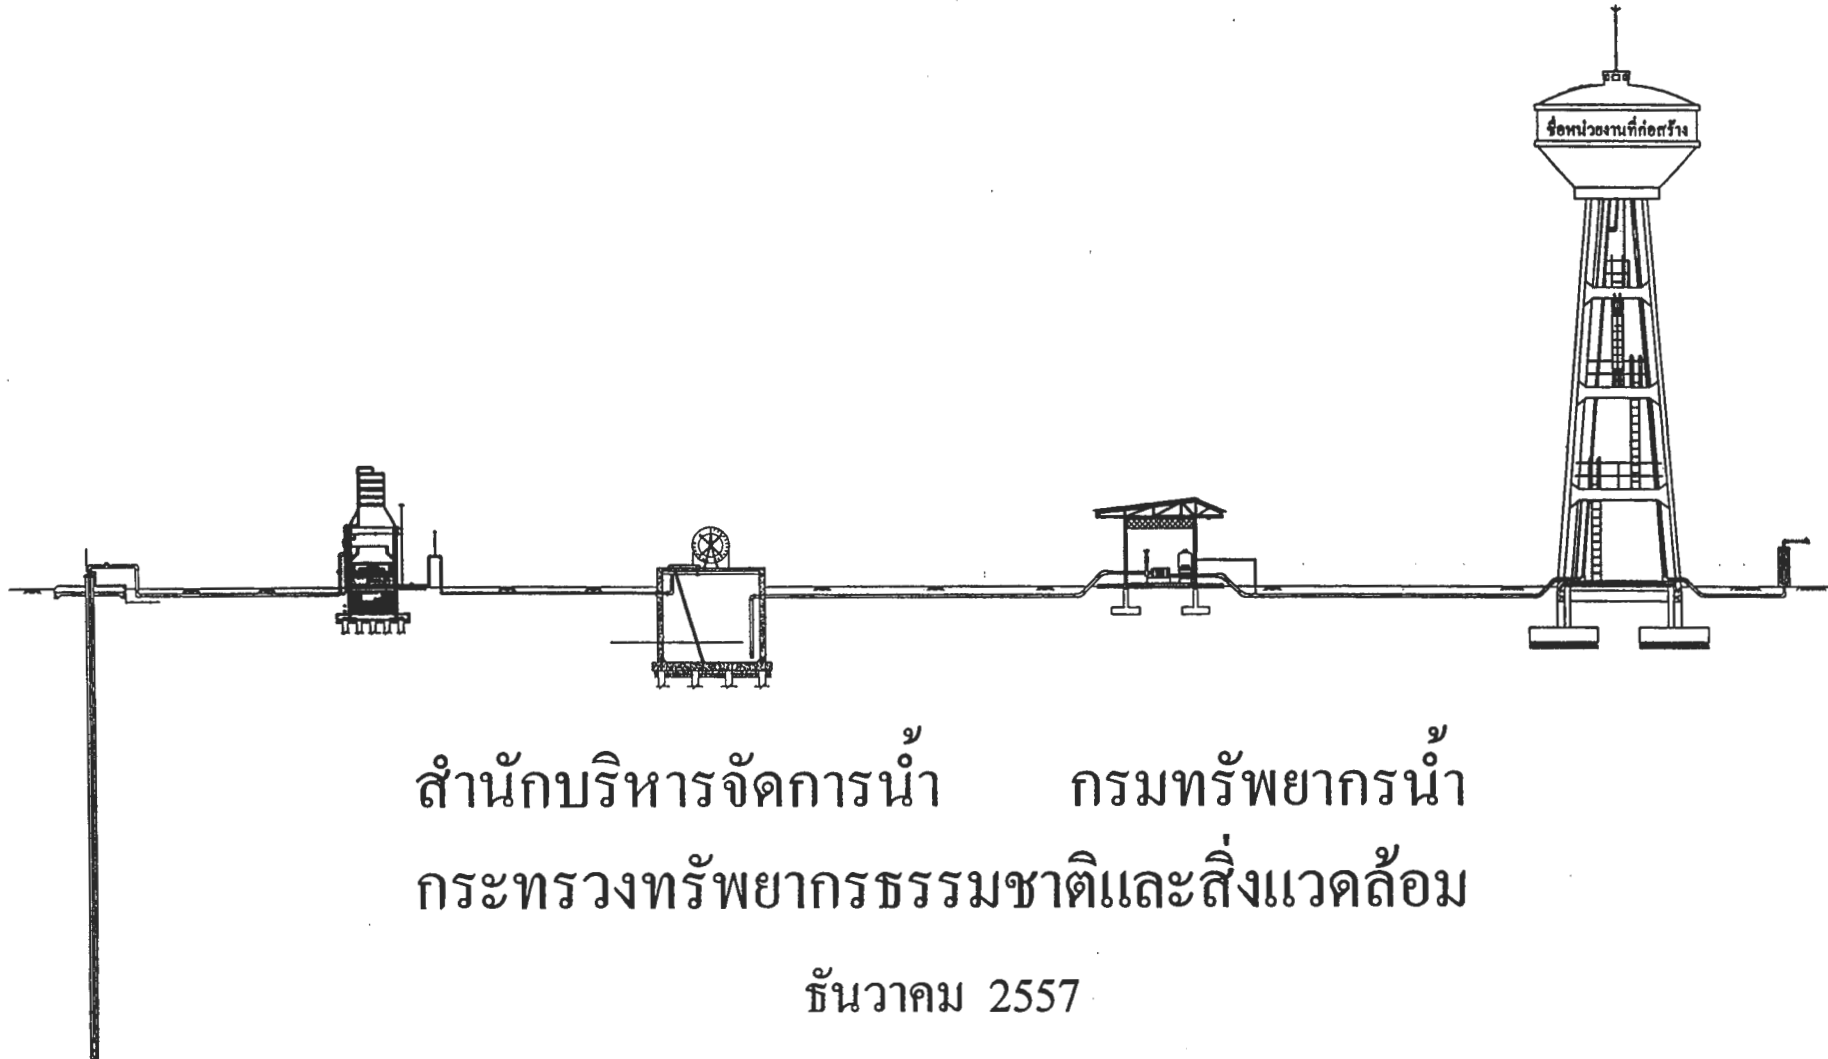 ชื่อหน่วยงานที่ก่อสร้าง
สำนักบริหารจัดการน้ำ กรมทรัพยากรน้ำ
กระทรวงทรัพยากรธรรมชาติและสิ่งแวดล้อม
ธันวาคม 2557